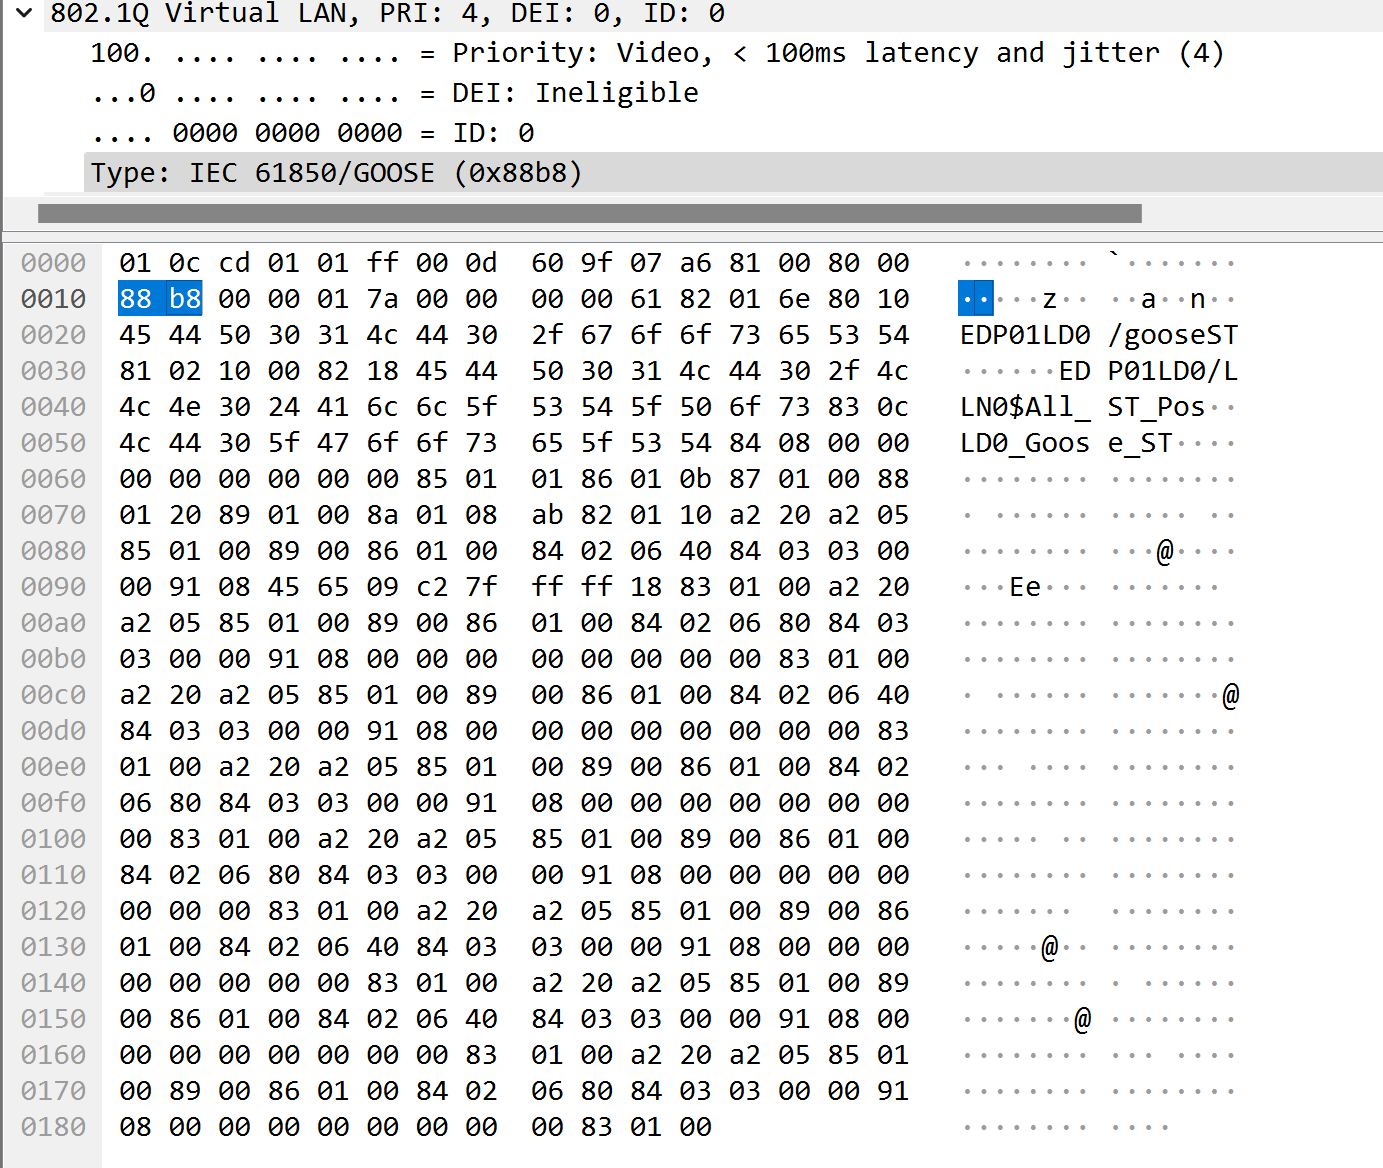 802.1Q Virtual LAN, PRI: 4, DEI: 0, ID: 0
100. .... .... .... = Priority: Video, < 100ms latency and jitter (4)
...0 .... .... .... = DEI: Ineligible
.... 0000 0000 0000 = ID: 0
Type: IEC 61850/GOOSE (0x88b8)
0000 01 0c cd 01 01 ff 00 0d 60 9f 07 a6 81 00 80 00 ········ `·······
0010 88 b8 00 00 01 7a 00 00 00 00 61 82 01 6e 80 10 ·····z·· ··a··n··
0020 45 44 50 30 31 4c 44 30 2f 67 6f 6f 73 65 53 54 EDP01LD0 /gooseST
0030 81 02 10 00 82 18 45 44 50 30 31 4c 44 30 2f 4c ······ED P01LD0/L
0040 4c 4e 30 24 41 6c 6c 5f 53 54 5f 50 6f 73 83 0c LN0$All_ ST_Pos··
0050 4c 44 30 5f 47 6f 6f 73 65 5f 53 54 84 08 00 00 LD0_Goos e_ST····
0060 00 00 00 00 00 00 85 01 01 86 01 0b 87 01 00 88 ········ ········
0070 01 20 89 01 00 8a 01 08 ab 82 01 10 a2 20 a2 05 · ······ ····· ··
0080 85 01 00 89 00 86 01 00 84 02 06 40 84 03 03 00 ········ ···@····
0090 00 91 08 45 65 09 c2 7f ff ff 18 83 01 00 a2 20 ···Ee··· ·······
00a0 a2 05 85 01 00 89 00 86 01 00 84 02 06 80 84 03 ········ ········
00b0 03 00 00 91 08 00 00 00 00 00 00 00 00 83 01 00 ········ ········
00c0 a2 20 a2 05 85 01 00 89 00 86 01 00 84 02 06 40 · ······ ·······@
00d0 84 03 03 00 00 91 08 00 00 00 00 00 00 00 00 83 ········ ········
00e0 01 00 a2 20 a2 05 85 01 00 89 00 86 01 00 84 02 ··· ···· ········
00f0 06 80 84 03 03 00 00 91 08 00 00 00 00 00 00 00 ········ ········
0100 00 83 01 00 a2 20 a2 05 85 01 00 89 00 86 01 00 ····· ·· ········
0110 84 02 06 80 84 03 03 00 00 91 08 00 00 00 00 00 ········ ········
0120 00 00 00 83 01 00 a2 20 a2 05 85 01 00 89 00 86 ······· ········
0130 01 00 84 02 06 40 84 03 03 00 00 91 08 00 00 00 ·····@·· ········
0140 00 00 00 00 00 83 01 00 a2 20 a2 05 85 01 00 89 ········ · ······
0150 00 86 01 00 84 02 06 40 84 03 03 00 00 91 08 00 ·······@ ········
0160 00 00 00 00 00 00 00 83 01 00 a2 20 a2 05 85 01 ········ ··· ····
0170 00 89 00 86 01 00 84 02 06 80 84 03 03 00 00 91 ········ ········
0180 08 00 00 00 00 00 00 00 00 83 01 00 ········ ····